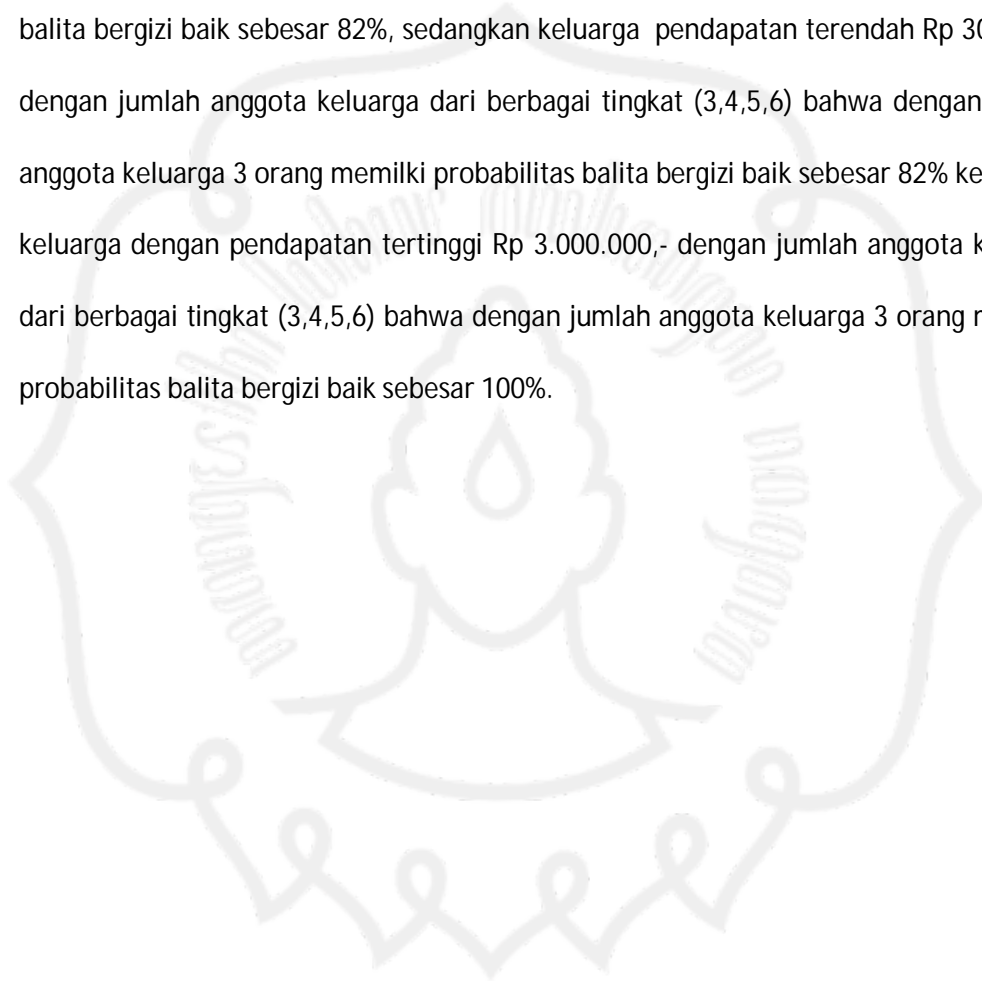 balita bergizi baik sebesar 82%, sedangkan keluarga pendapatan terendah Rp 30
dengan jumlah anggota keluarga dari berbagai tingkat (3,4,5,6) bahwa dengan
anggota keluarga 3 orang memilki probabilitas balita bergizi baik sebesar 82% ke
keluarga dengan pendapatan tertinggi Rp 3.000.000,- dengan jumlah anggota k
dari berbagai tingkat (3,4,5,6) bahwa dengan jumlah anggota keluarga 3 orang
probabilitas balita bergizi baik sebesar 100%.